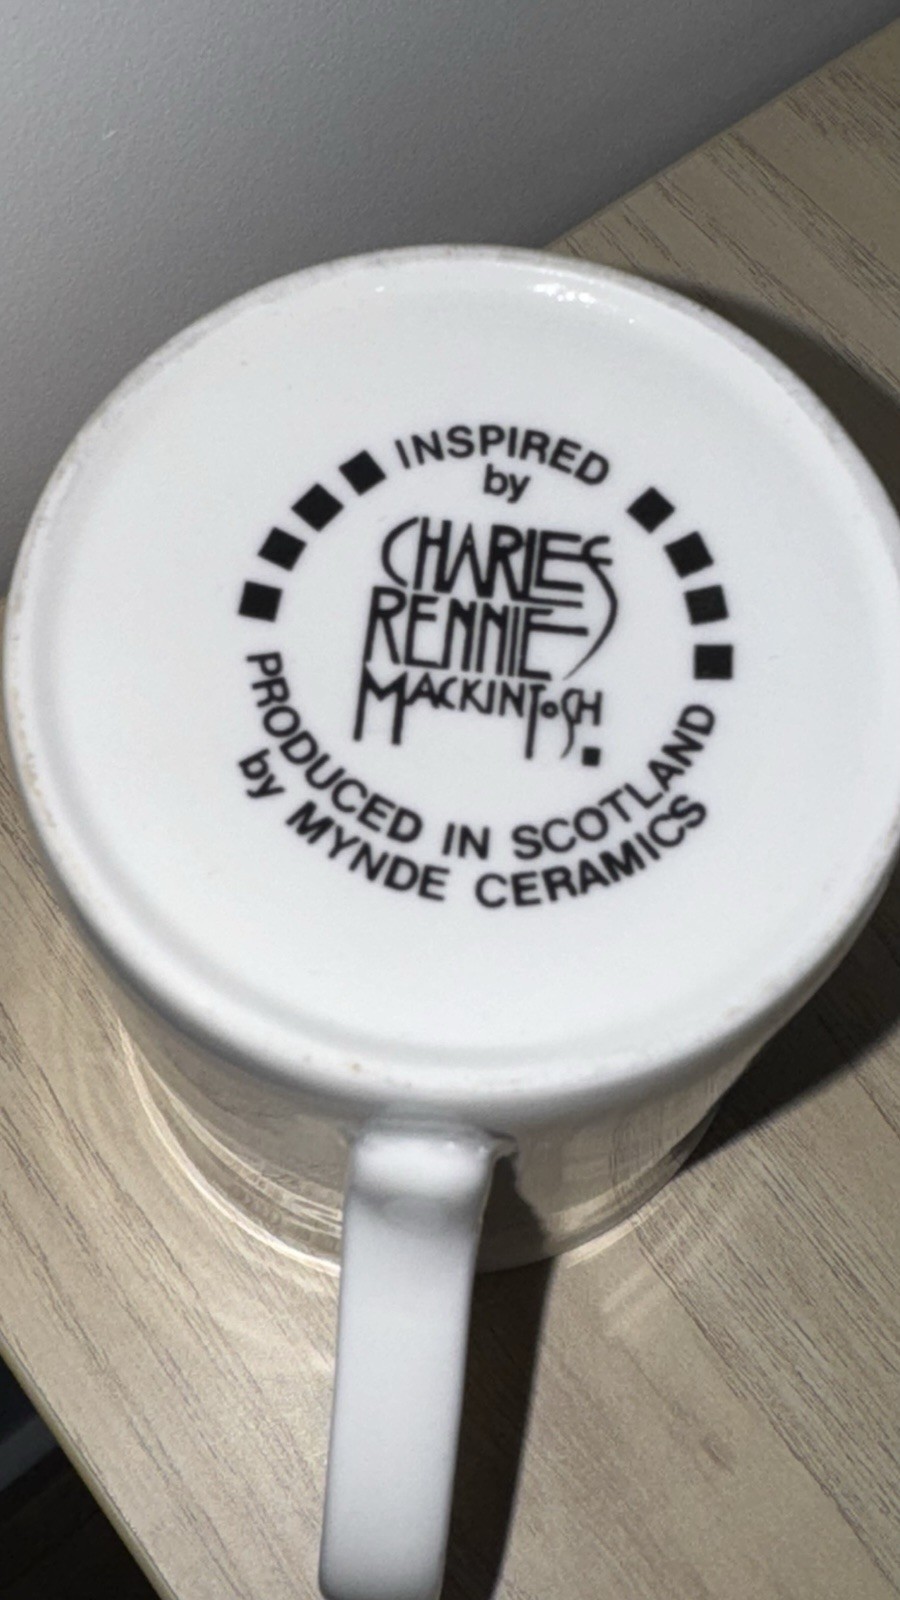 INSPIRED
by
CHARLES
RENNIE
MACKINTOSH
PRODUCED IN SCOTLAND
by MYNDE CERAMICS